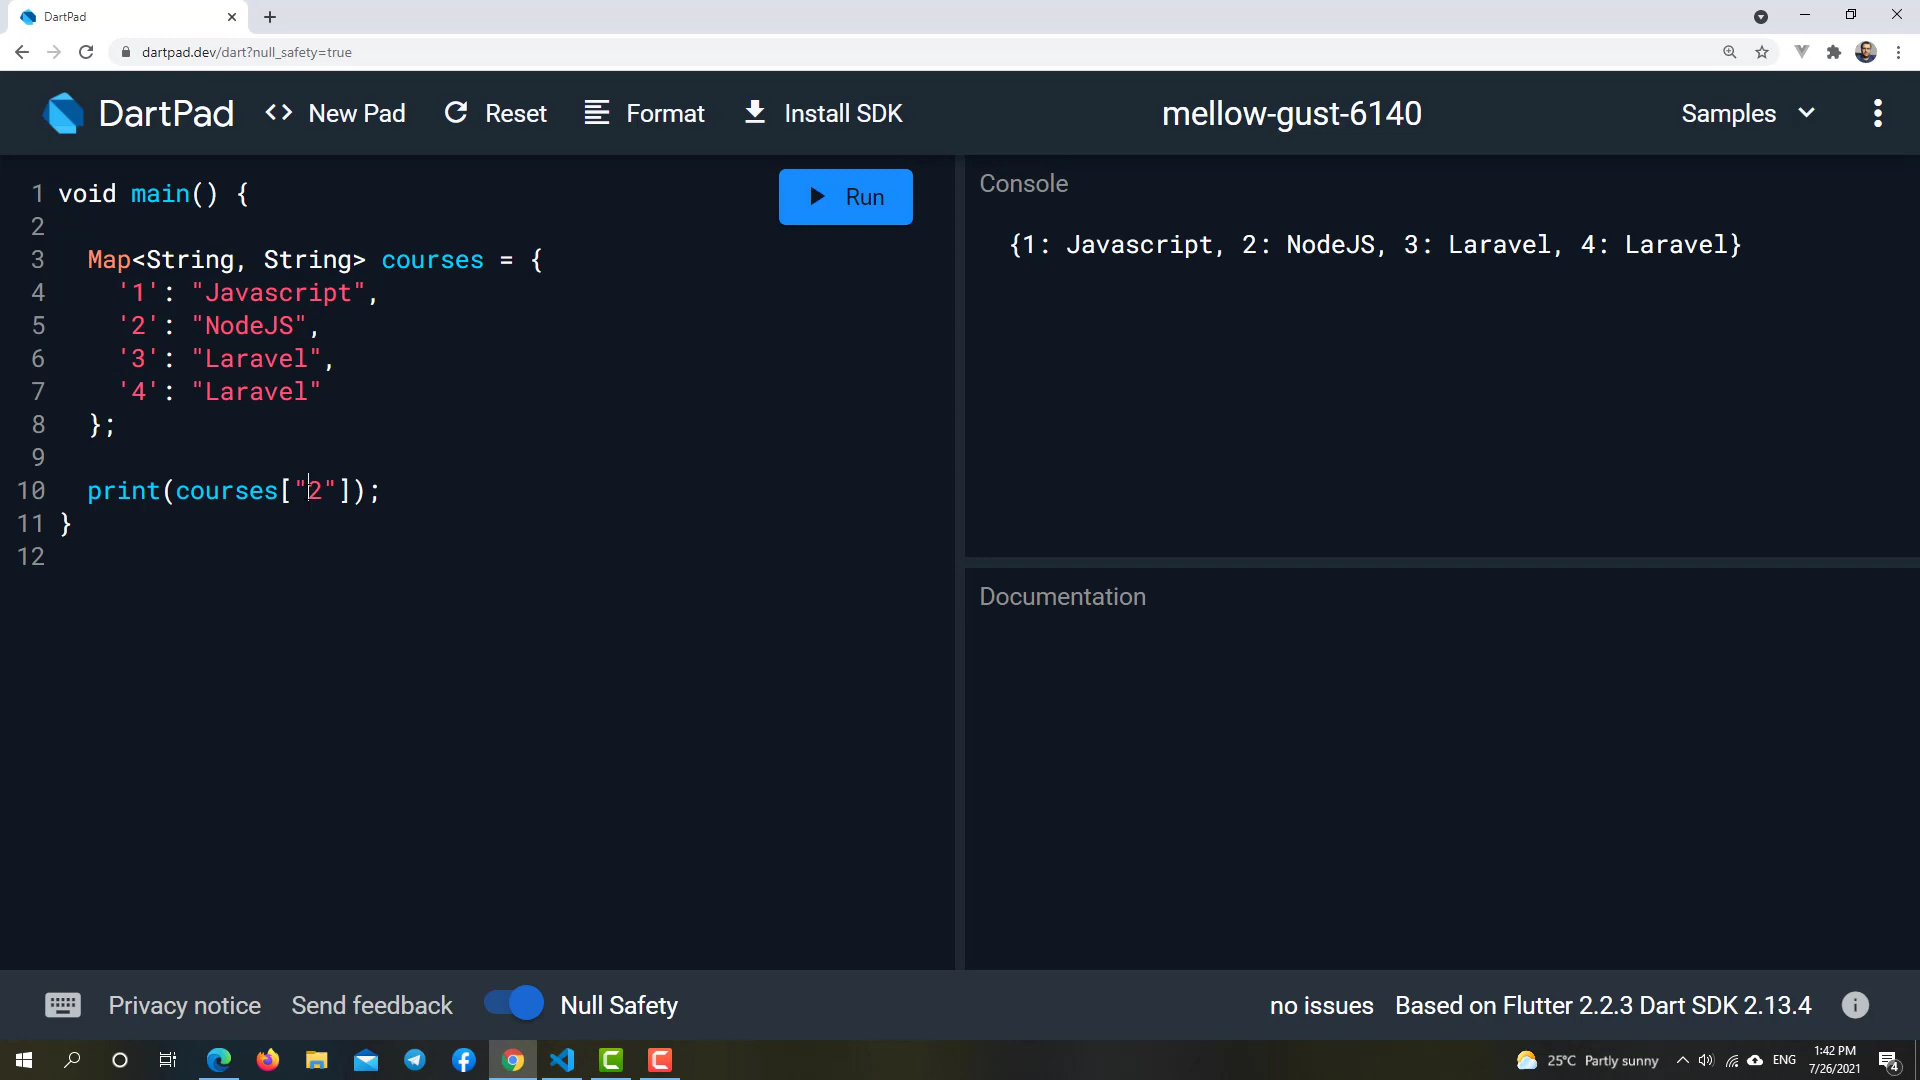 DartPad
dartpad.dev/dart?null_safety=true
DartPad
<> New Pad
Reset
Format
Install SDK
mellow-gust-6140
Samples
1 void main() {
2
3 Map<String, String> courses = {
4 '1': "Javascript",
5 '2': "NodeJS",
6 '3': "Laravel",
7 '4': "Laravel"
8 };
9
10 print(courses["2"]);
11 }
12
Run
Console
{1: Javascript, 2: NodeJS, 3: Laravel, 4: Laravel}
Documentation
Privacy notice
Send feedback
Null Safety
no issues
Based on Flutter 2.2.3 Dart SDK 2.13.4
25°C Partly sunny
ENG
1:42 PM
7/26/2021
4